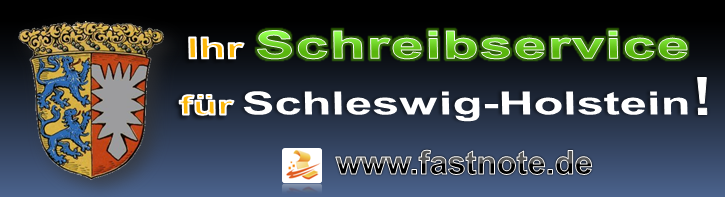 Ihr Schreibservice
für Schleswig-Holstein!
www.fastnote.de